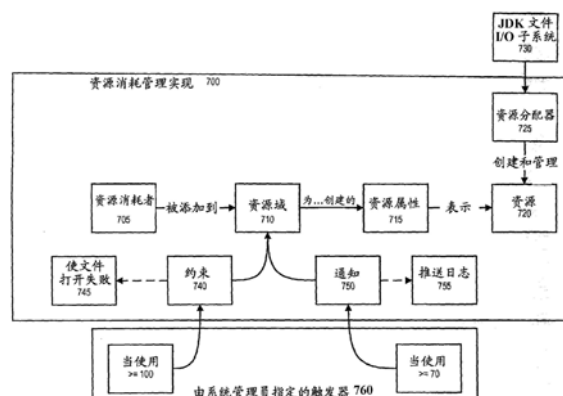 JDK 文件
I/O 子系统
730
资源消耗管理实现 700
资源分配器
725
创建和管理
资源消耗者
705
被添加到
资源域
710
为...创建的
资源属性
715
表示
资源
720
使文件
打开失败
745
约束
740
通知
750
推送日志
755
当使用
>= 100
当使用
>= 70
由系统管理员指定的触发器 760